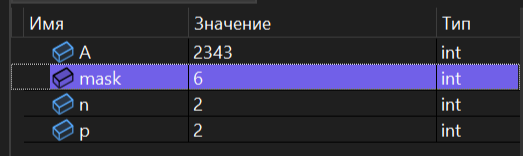 Имя Значение Тип
A 2343 int
mask 6 int
n 2 int
p 2 int